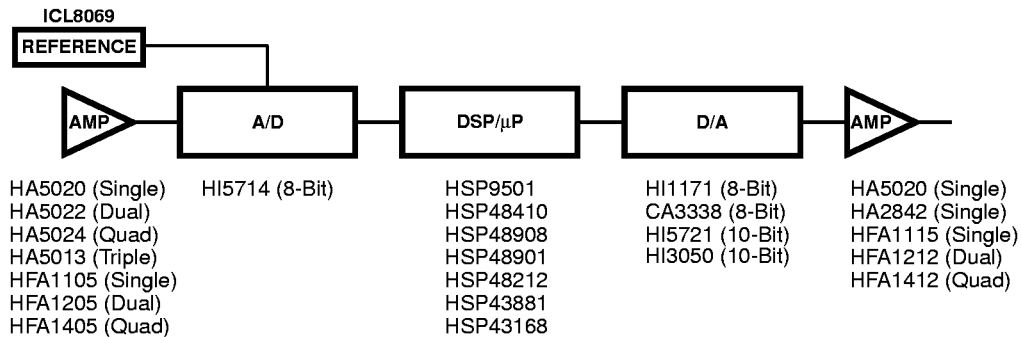 ICL8069
REFERENCE
AMP
A/D
DSP/μP
D/A
AMP
HA5020 (Single)
HA5022 (Dual)
HA5024 (Quad)
HA5013 (Triple)
HFA1105 (Single)
HFA1205 (Dual)
HFA1405 (Quad)
HI5714 (8-Bit)
HSP9501
HSP48410
HSP48908
HSP48901
HSP48212
HSP43881
HSP43168
HI1171 (8-Bit)
CA3338 (8-Bit)
HI5721 (10-Bit)
HI3050 (10-Bit)
HA5020 (Single)
HA2842 (Single)
HFA1115 (Single)
HFA1212 (Dual)
HFA1412 (Quad)